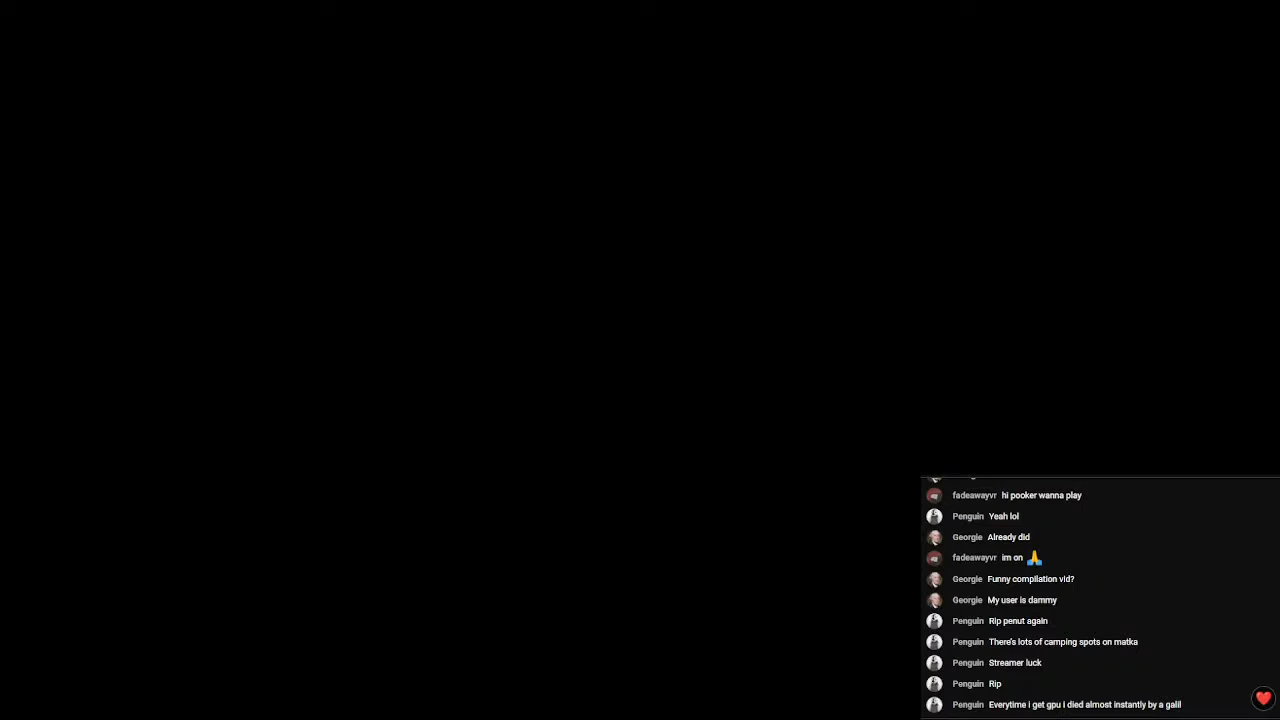 fadeawayvr hi pooker wanna play
Penguin Yeah lol
Georgie Already did
fadeawayvr im on 🙏
Georgie Funny compilation vid?
Georgie My user is dammy
Penguin Rip penut again
Penguin There's lots of camping spots on matka
Penguin Streamer luck
Penguin Rip
Penguin Everytime i get gpu i died almost instantly by a galil